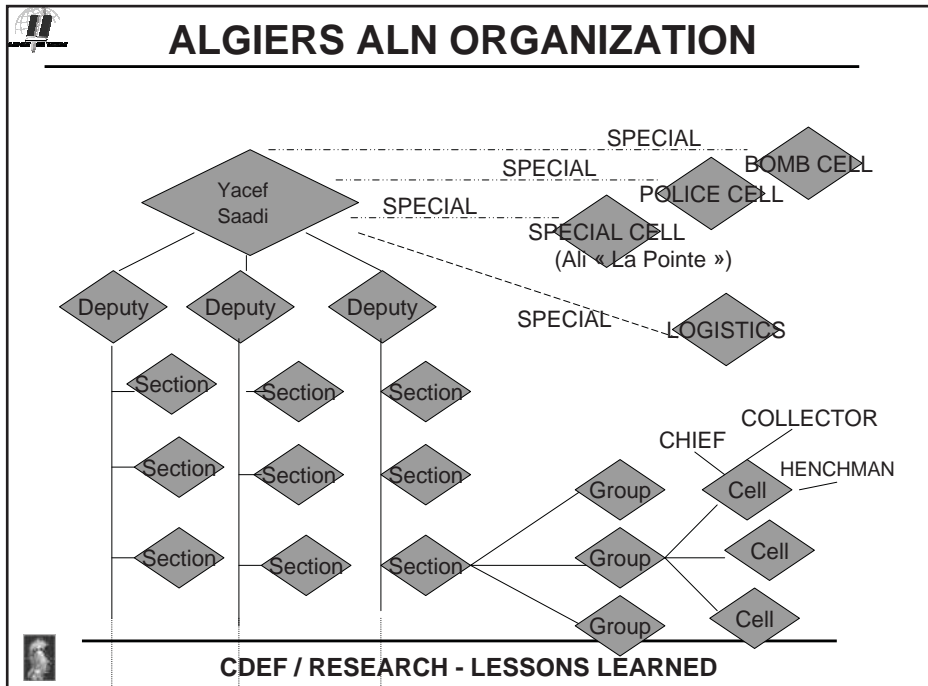 ALGIERS ALN ORGANIZATION
SPECIAL
BOMB CELL
SPECIAL
POLICE CELL
Yacef
Saadi
SPECIAL
SPECIAL CELL
(Ali « La Pointe »)
Deputy
Deputy
Deputy
SPECIAL
LOGISTICS
Section
Section
Section
COLLECTOR
CHIEF
HENCHMAN
Section
Section
Section
Group
Cell
Section
Section
Section
Group
Cell
Group
Cell
CDEF / RESEARCH - LESSONS LEARNED